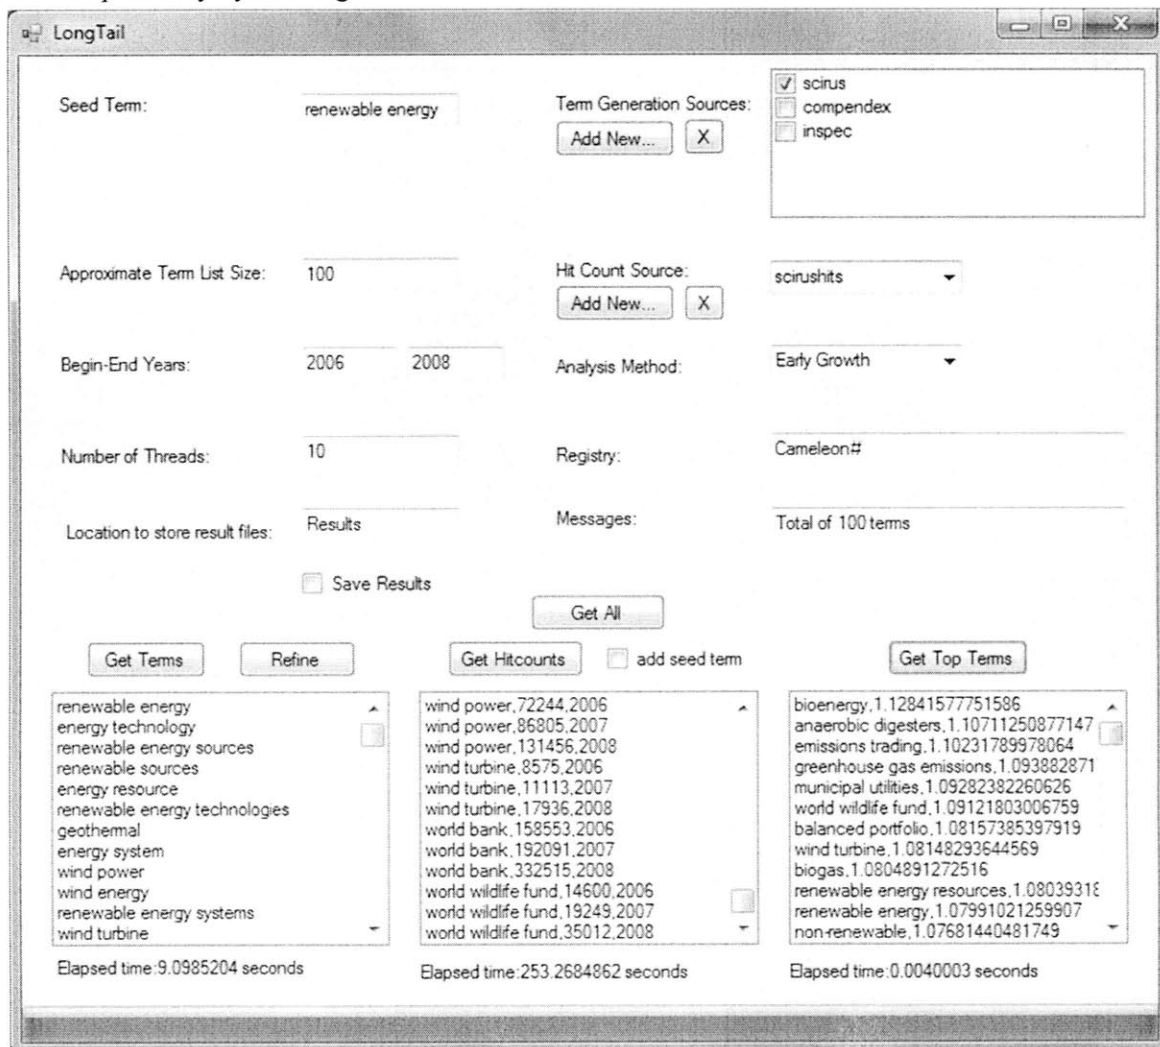 LongTail
Seed Term:
renewable energy
Term Generation Sources:
Add New...
X
scirus
compendex
inspec
Approximate Term List Size:
100
Hit Count Source:
Add New...
X
scirushits
Begin-End Years:
2006
2008
Analysis Method:
Early Growth
Number of Threads:
10
Registry:
Cameleon#
Location to store result files:
Results
Messages:
Total of 100 terms
Save Results
Get All
Get Terms
Refine
Get Hitcounts
add seed term
Get Top Terms
renewable energy
energy technology
renewable energy sources
renewable sources
energy resource
renewable energy technologies
geothermal
energy system
wind power
wind energy
renewable energy systems
wind turbine
Elapsed time:9.0985204 seconds
wind power,72244,2006
wind power,86805,2007
wind power,131456,2008
wind turbine,8575,2006
wind turbine,11113,2007
wind turbine,17936,2008
world bank,158553,2006
world bank,192091,2007
world bank,332515,2008
world wildlife fund,14600,2006
world wildlife fund,19249,2007
world wildlife fund,35012,2008
Elapsed time:253.2684862 seconds
bioenergy,1.12841577751586
anaerobic digesters,1.10711250877147
emissions trading,1.10231789978064
greenhouse gas emissions,1.093882871
municipal utilities,1.09282382260626
world wildlife fund,1.09121803006759
balanced portfolio,1.08157385397919
wind turbine,1.08148293644569
biogas,1.0804891272516
renewable energy resources,1.08039318
renewable energy,1.07991021259907
non-renewable,1.07681440481749
Elapsed time:0.0040003 seconds